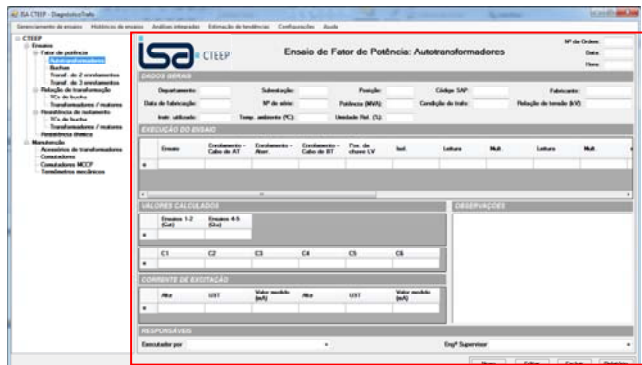 ISA CTEEP - DiagnósticoTrafo
Gerenciamento de ensaios Históricos de ensaios Análises integradas Estimação de tendências Configurações Ajuda
CTEEP
Ensaios
Fator de potência
Autotransformadores
Buchas
Transf. de 2 enrolamentos
Transf. de 3 enrolamentos
Relação de transformação
TCs de bucha
Transformadores / reatores
Resistência de isolamento
TCs de bucha
Transformadores / reatores
Resistência ôhmica
Manutenção
Acessórios de transformadores
Comutadores
Comutadores MCCF
Termômetros mecânicos
isa CTEEP
Ensaio de Fator de Potência: Autotransformadores
Nº da Ordem:
Data:
Hora:
DADOS GERAIS
Departamento: Subestação: Posição: Código SAP: Fabricante:
Data de fabricação: Nº de série: Potência (MVA): Condição do trafo: Relação de tensão (kV):
Instr. utilizado: Temp. ambiente (ºC): Umidade Rel. (%):
EXECUÇÃO DO ENSAIO
Ensaio Enrolamento - Cabo de AT Enrolamento - Aterr. Enrolamento - Cabo de BT Pos. da chave LV Isol. Leitura Mult. Leitura Mult.
VALORES CALCULADOS
OBSERVAÇÕES
Ensaios 1-2 Ensaios 4-5
C1 C2 C3 C4 C5 C6
CORRENTE DE EXCITAÇÃO
Alta UST Valor medido (mA) Alta UST Valor medido (mA)
RESPONSÁVEIS
Executador por Engº Supervisor